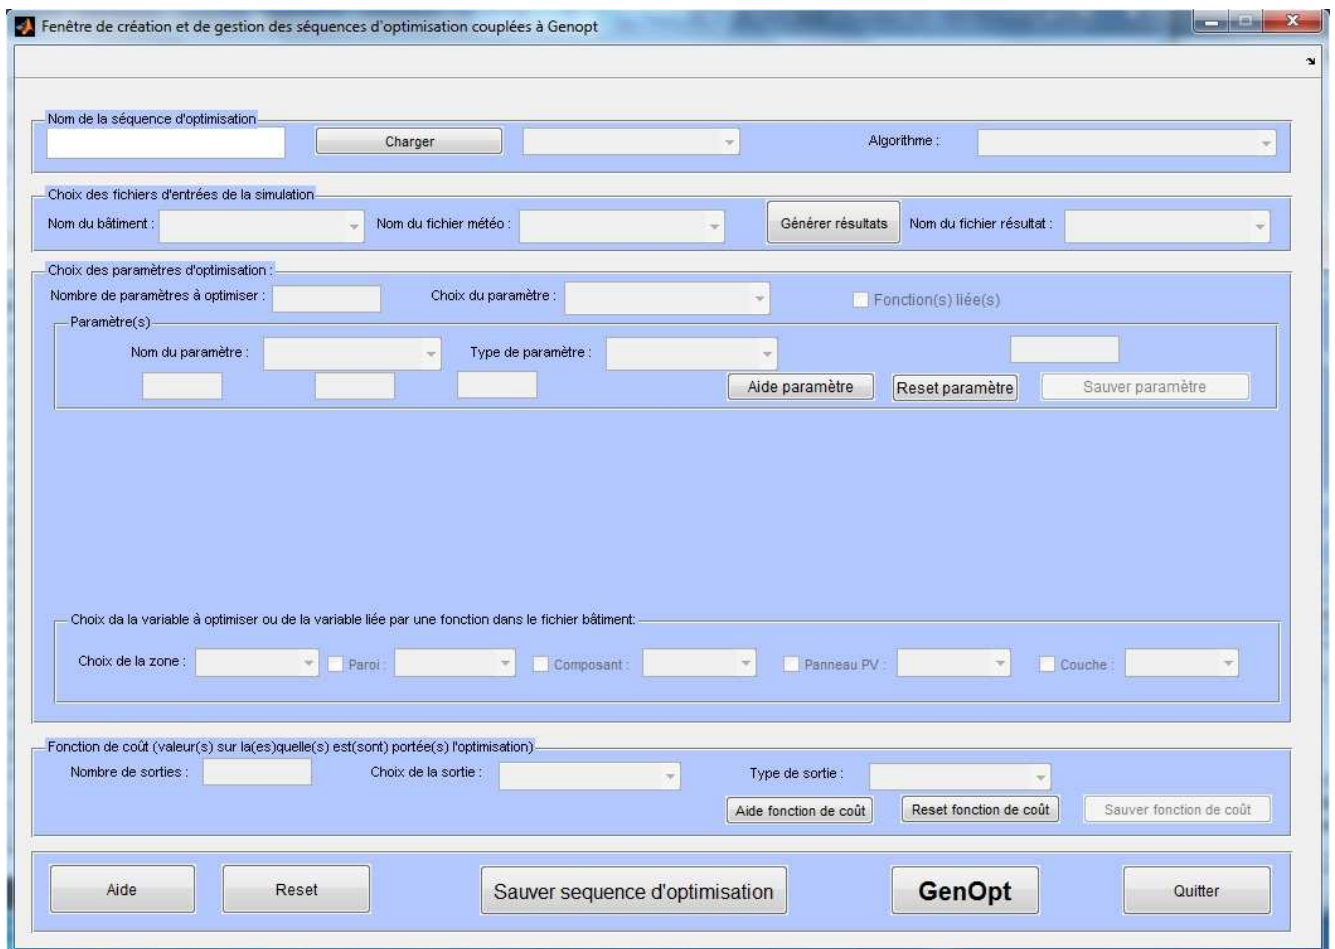 Fenêtre de création et de gestion des séquences d'optimisation couplées à Genopt
Nom de la séquence d'optimisation
Charger
Algorithme :
Choix des fichiers d'entrées de la simulation
Nom du bâtiment :
Nom du fichier météo :
Générer résultats
Nom du fichier résultat :
Choix des paramètres d'optimisation :
Nombre de paramètres à optimiser :
Choix du paramètre :
Fonction(s) liée(s)
Paramètre(s)
Nom du paramètre :
Type de paramètre :
Aide paramètre
Reset paramètre
Sauver paramètre
Choix da la variable à optimiser ou de la variable liée par une fonction dans le fichier bâtiment:
Choix de la zone :
Paroi :
Composant :
Panneau PV :
Couche :
Fonction de coût (valeur(s) sur la(es)quelle(s) est(sont) portée(s) l'optimisation)
Nombre de sorties :
Choix de la sortie :
Type de sortie :
Aide fonction de coût
Reset fonction de coût
Sauver fonction de coût
Aide
Reset
Sauver sequence d'optimisation
GenOpt
Quitter